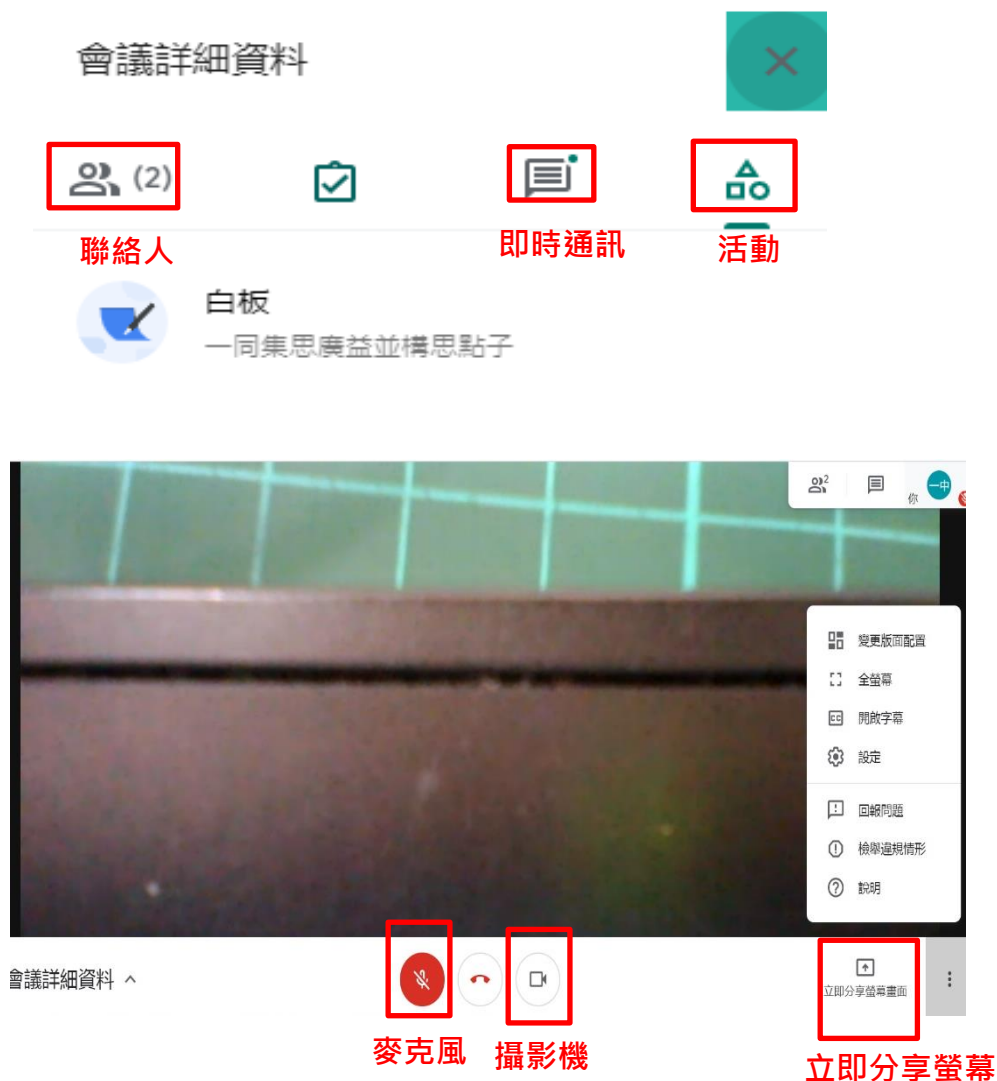 會議詳細資料
(2)
聯絡人
即時通訊
活動
白板
一同集思廣益並構思點子
2
你
一中
變更版面配置
全螢幕
CC
開啟字幕
設定
回報問題
檢舉違規情形
說明
會議詳細資料
立即分享螢幕畫面
麥克風
攝影機
立即分享螢幕